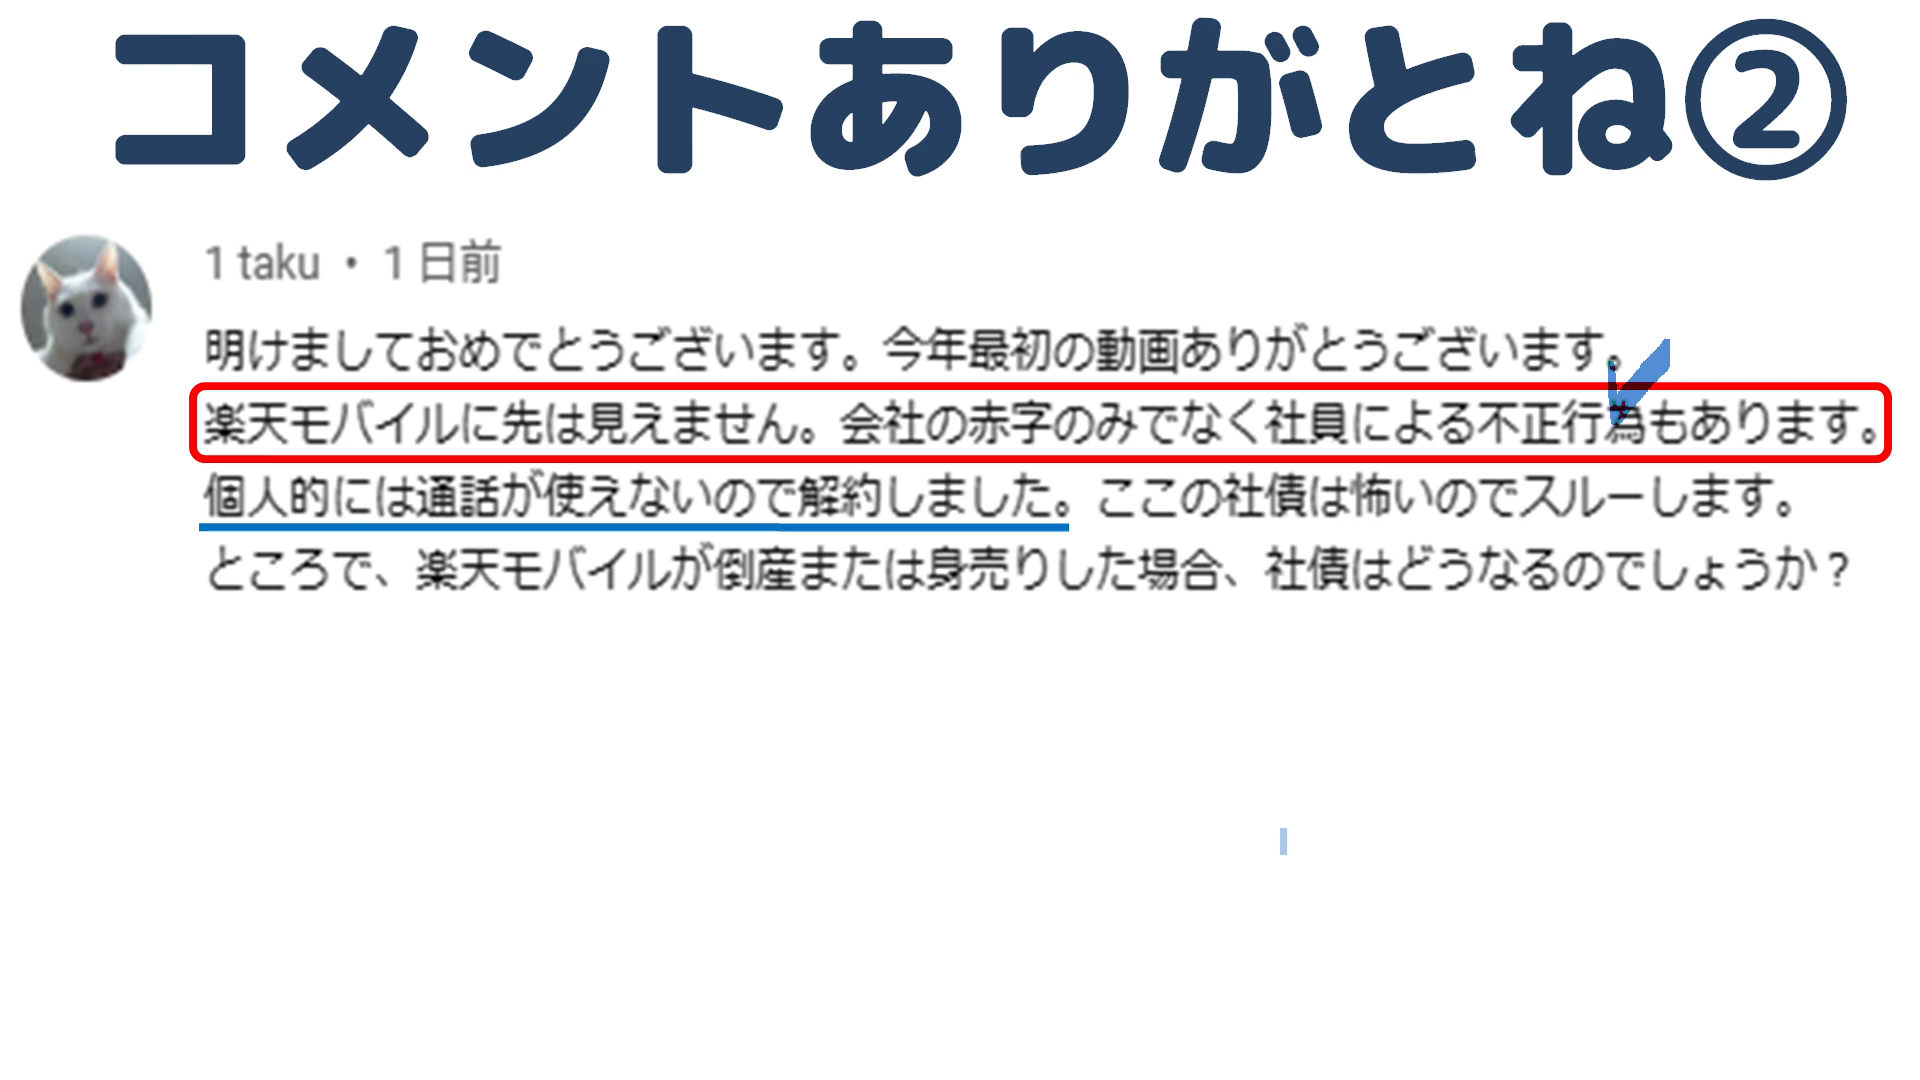 コメントありがとね②
1 taku • 1 日前
明けましておめでとうございます。今年最初の動画ありがとうございます。
楽天モバイルに先は見えません。会社の赤字のみでなく社員による不正行為もあります。
個人的には通話が使えないので解約しました。ここの社債は怖いのでスルーします。
ところで、楽天モバイルが倒産または身売りした場合、社債はどうなるのでしょうか？